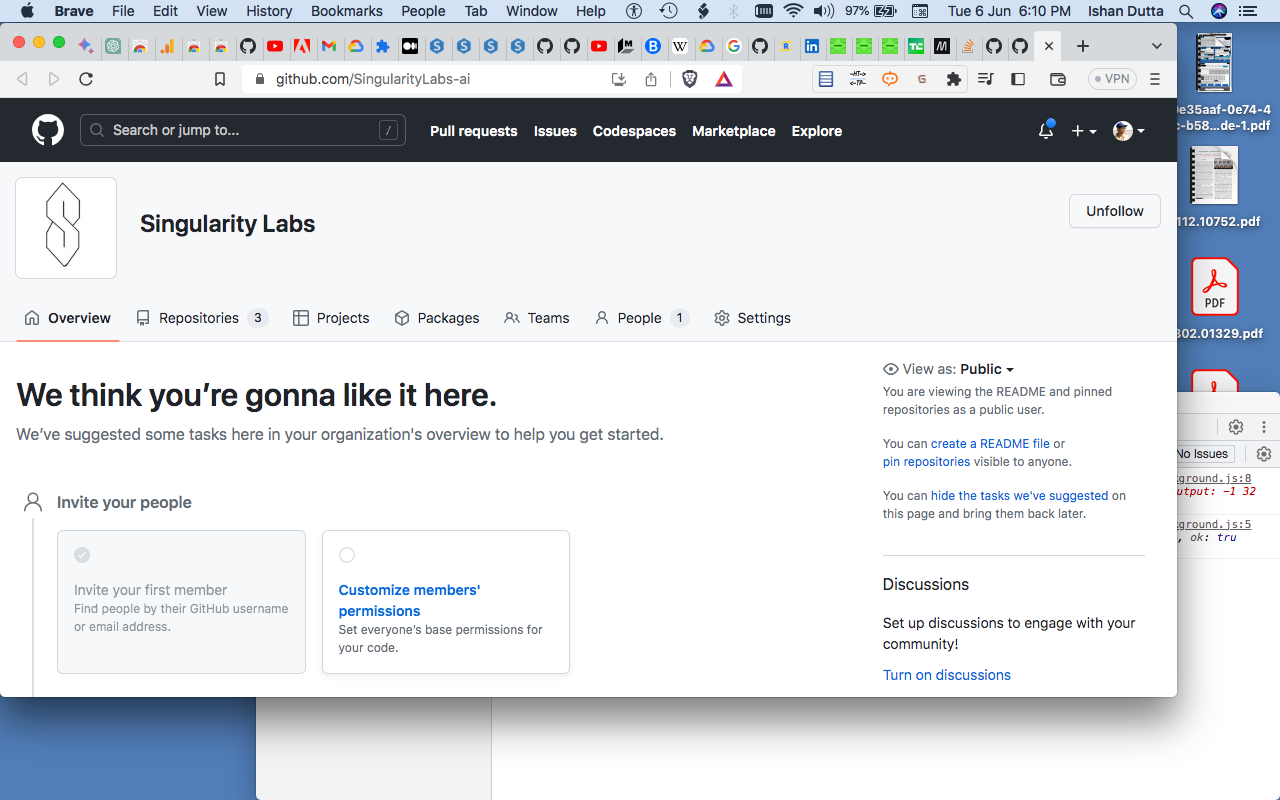 Brave File Edit View History Bookmarks People Tab Window Help 97% Tue 6 Jun 6:10 PM Ishan Dutta
github.com/SingularityLabs-ai
VPN
Search or jump to... /
Pull requests Issues Codespaces Marketplace Explore
Singularity Labs
Unfollow
Overview Repositories 3 Projects Packages Teams People 1 Settings
We think you’re gonna like it here.
We’ve suggested some tasks here in your organization's overview to help you get started.
Invite your people
Invite your first member
Find people by their GitHub username
or email address.
Customize members'
permissions
Set everyone’s base permissions for
your code.
View as: Public
You are viewing the README and pinned
repositories as a public user.
You can create a README file or
pin repositories visible to anyone.
You can hide the tasks we've suggested on
this page and bring them back later.
Discussions
Set up discussions to engage with your
community!
Turn on discussions
e35aaf-0e74-4
c-b58...de-1.pdf
112.10752.pdf
PDF
302.01329.pdf
No Issues
ground.js:8
utput: −1 32
ground.js:5
, ok: tru